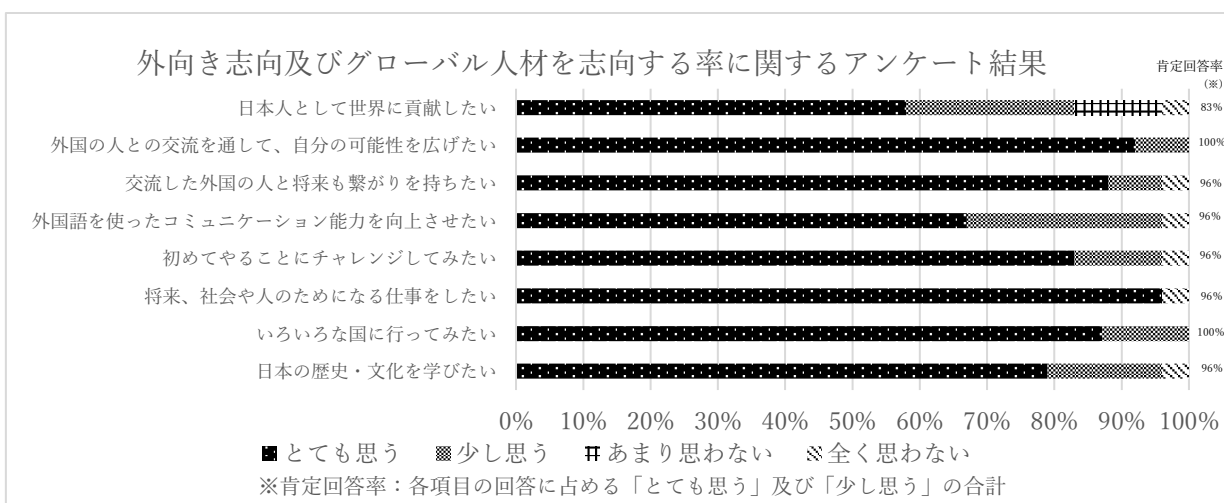 外向き志向及びグローバル人材を志向する率に関するアンケート結果
肯定回答率
(※)
日本人として世界に貢献したい 83%
外国の人との交流を通して、自分の可能性を広げたい 100%
交流した外国の人と将来も繋がりを持ちたい 96%
外国語を使ったコミュニケーション能力を向上させたい 96%
初めてやることにチャレンジしてみたい 96%
将来、社会や人のためになる仕事をしたい 96%
いろいろな国に行ってみたい 100%
日本の歴史・文化を学びたい 96%
0% 10% 20% 30% 40% 50% 60% 70% 80% 90% 100%
とても思う 少し思う あまり思わない 全く思わない
※肯定回答率：各項目の回答に占める「とても思う」及び「少し思う」の合計